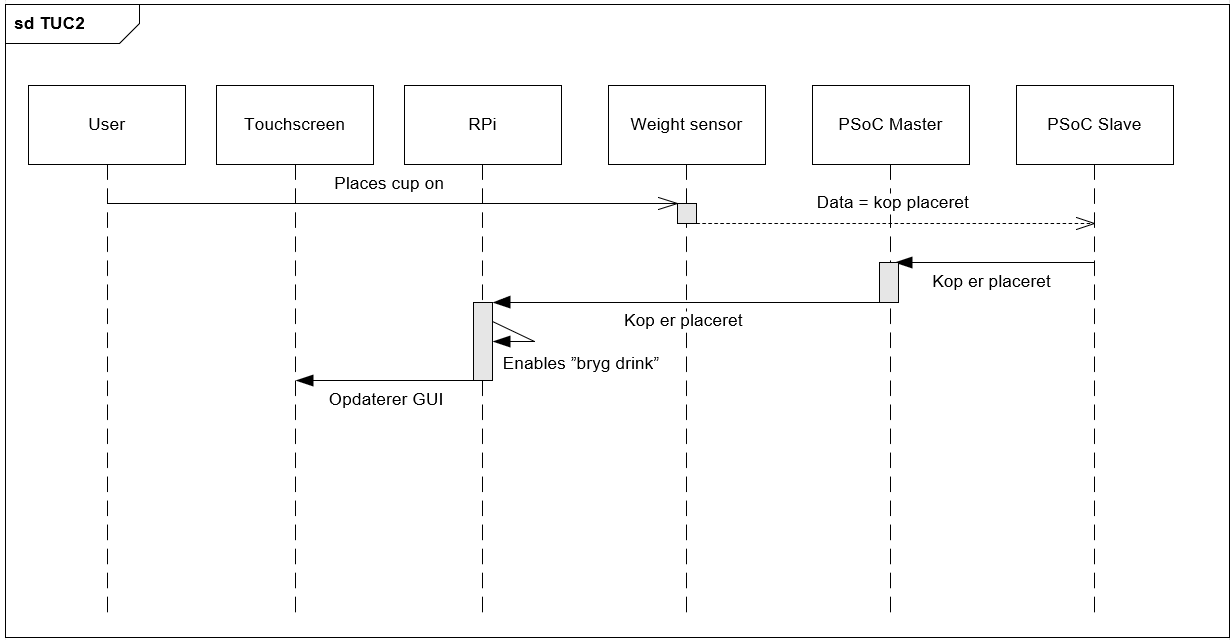 sd TUC2
User
Touchscreen
RPi
Weight sensor
PSoC Master
PSoC Slave
Places cup on
Data = kop placeret
Kop er placeret
Kop er placeret
Enables ”bryg drink”
Opdaterer GUI